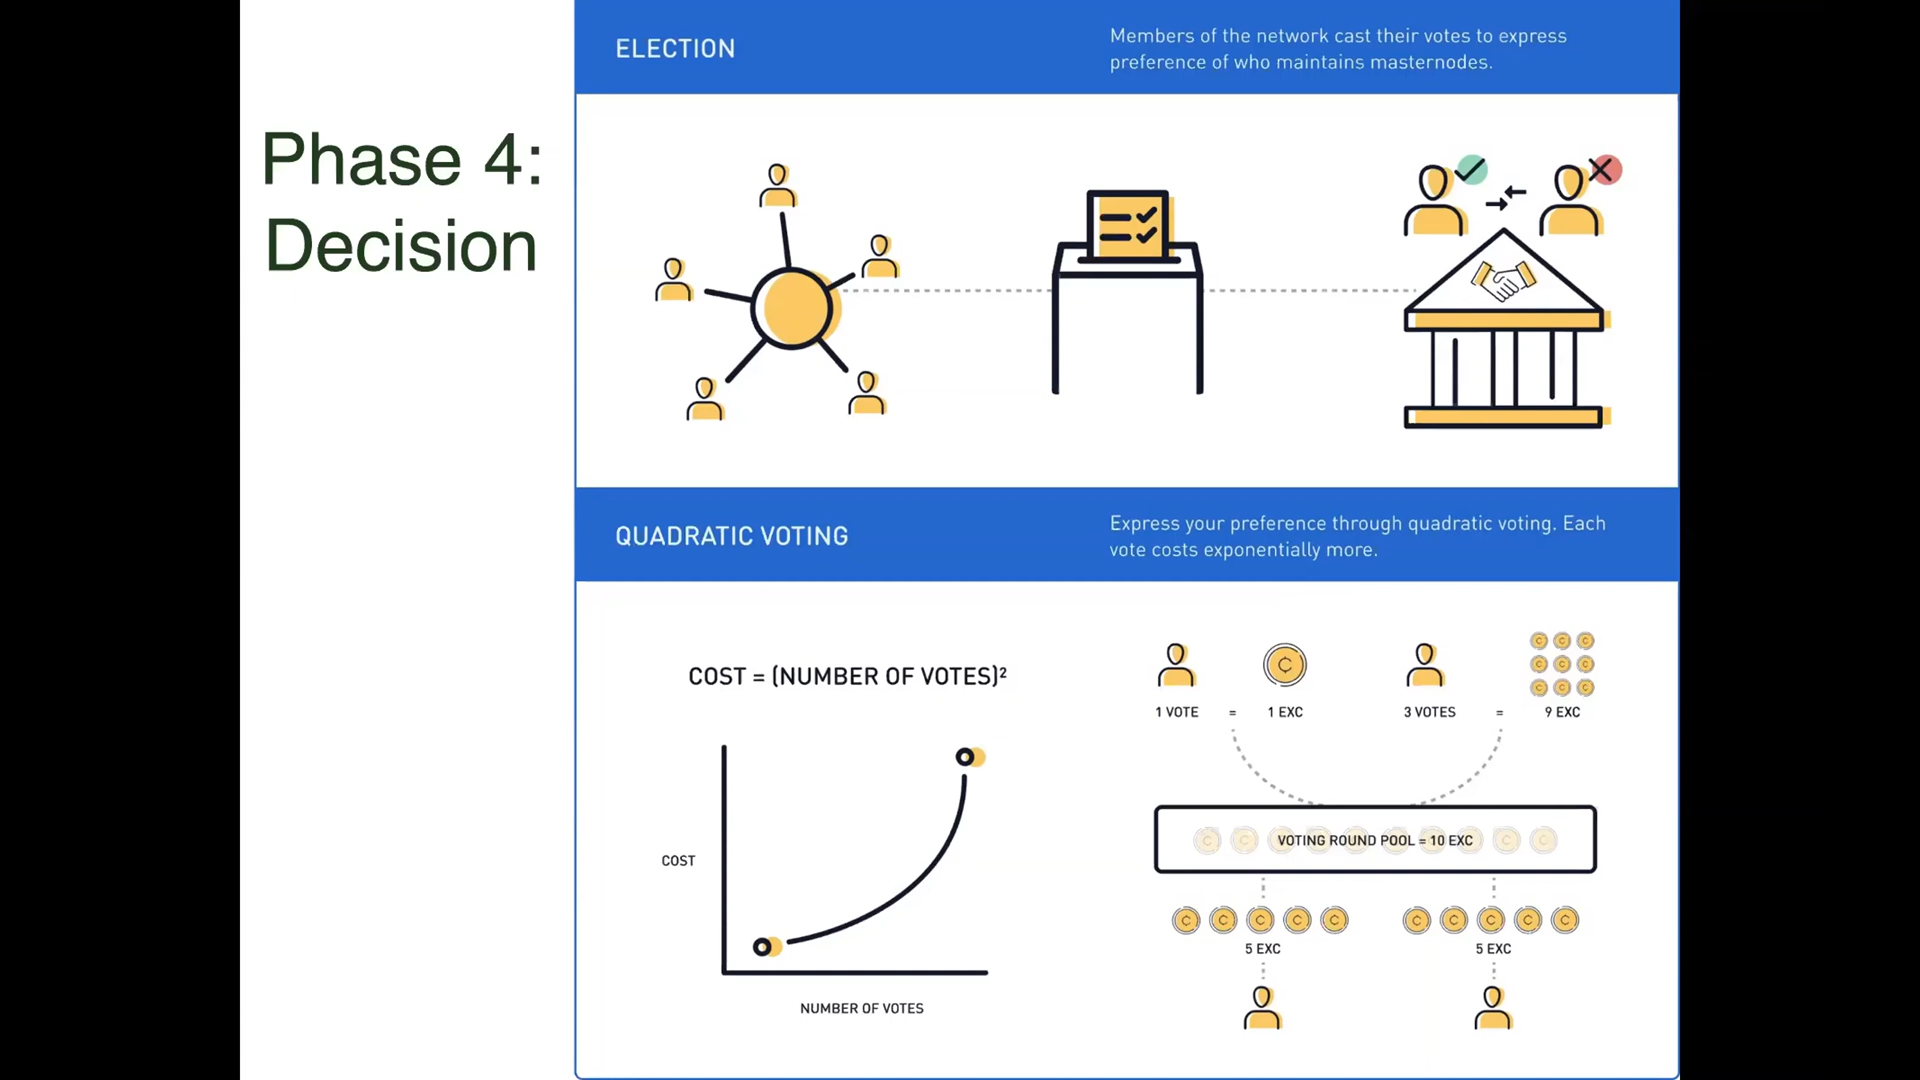 Phase 4:
Decision
ELECTION
Members of the network cast their votes to express
preference of who maintains masternodes.
QUADRATIC VOTING
Express your preference through quadratic voting. Each
vote costs exponentially more.
COST = (NUMBER OF VOTES)²
COST
NUMBER OF VOTES
1 VOTE = 1 EXC
3 VOTES = 9 EXC
VOTING ROUND POOL = 10 EXC
5 EXC
5 EXC